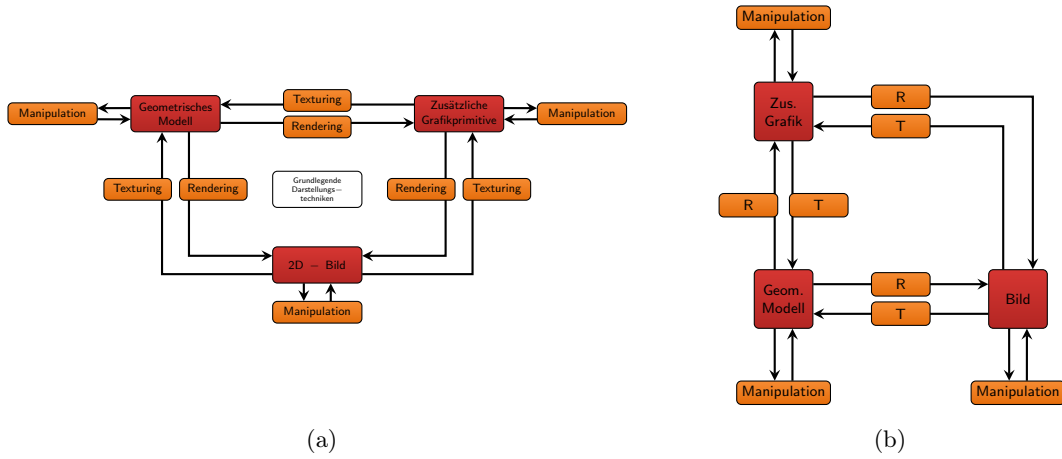 Manipulation
Geometrisches
Modell
Texturing
Rendering
Zusätzliche
Grafikprimitive
Manipulation
Texturing
Rendering
Grundlegende
Darstellungs−
techniken
Rendering
Texturing
2D − Bild
Manipulation
(a)
Manipulation
Zus.
Grafik
R
T
R
T
Geom.
Modell
R
T
Bild
Manipulation
Manipulation
(b)